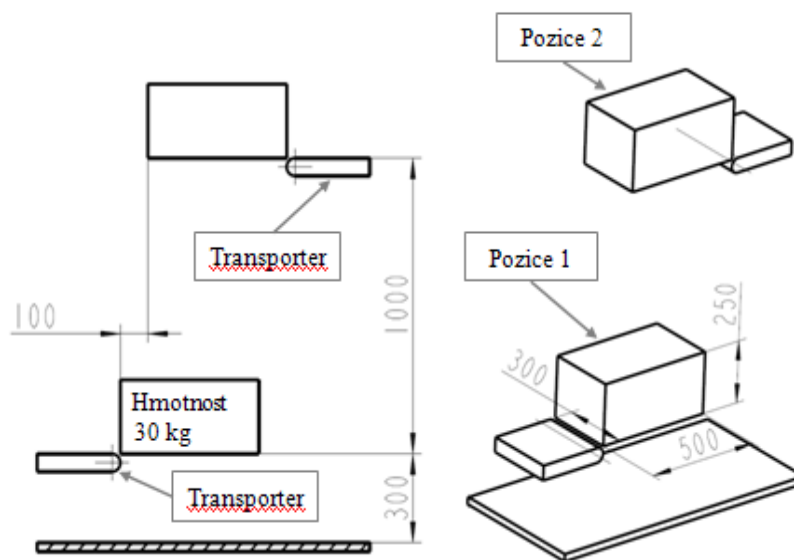 Pozice 2
Transporter
100
1000
Pozice 1
250
300
Hmotnost
30 kg
500
Transporter
300